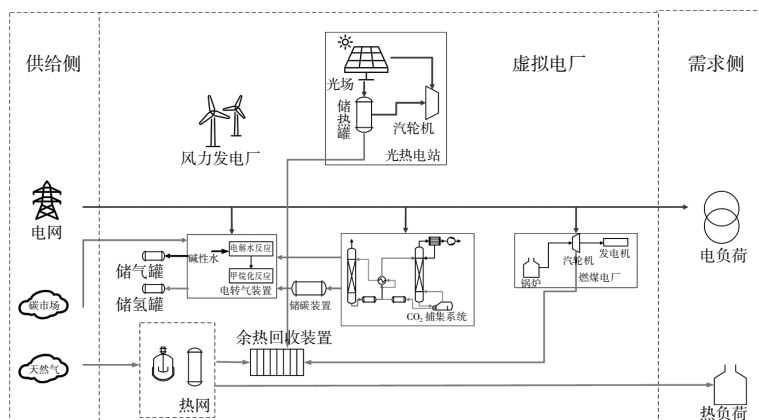 供给侧
虚拟电厂
需求侧
光场
储热罐
汽轮机
光热电站
风力发电厂
电网
电负荷
碱性水
电解水反应
甲烷化反应
电转气装置
储气罐
储氢罐
储碳装置
CO₂ 捕集系统
汽轮机
发电机
锅炉
燃煤电厂
碳市场
天然气
余热回收装置
热网
热负荷